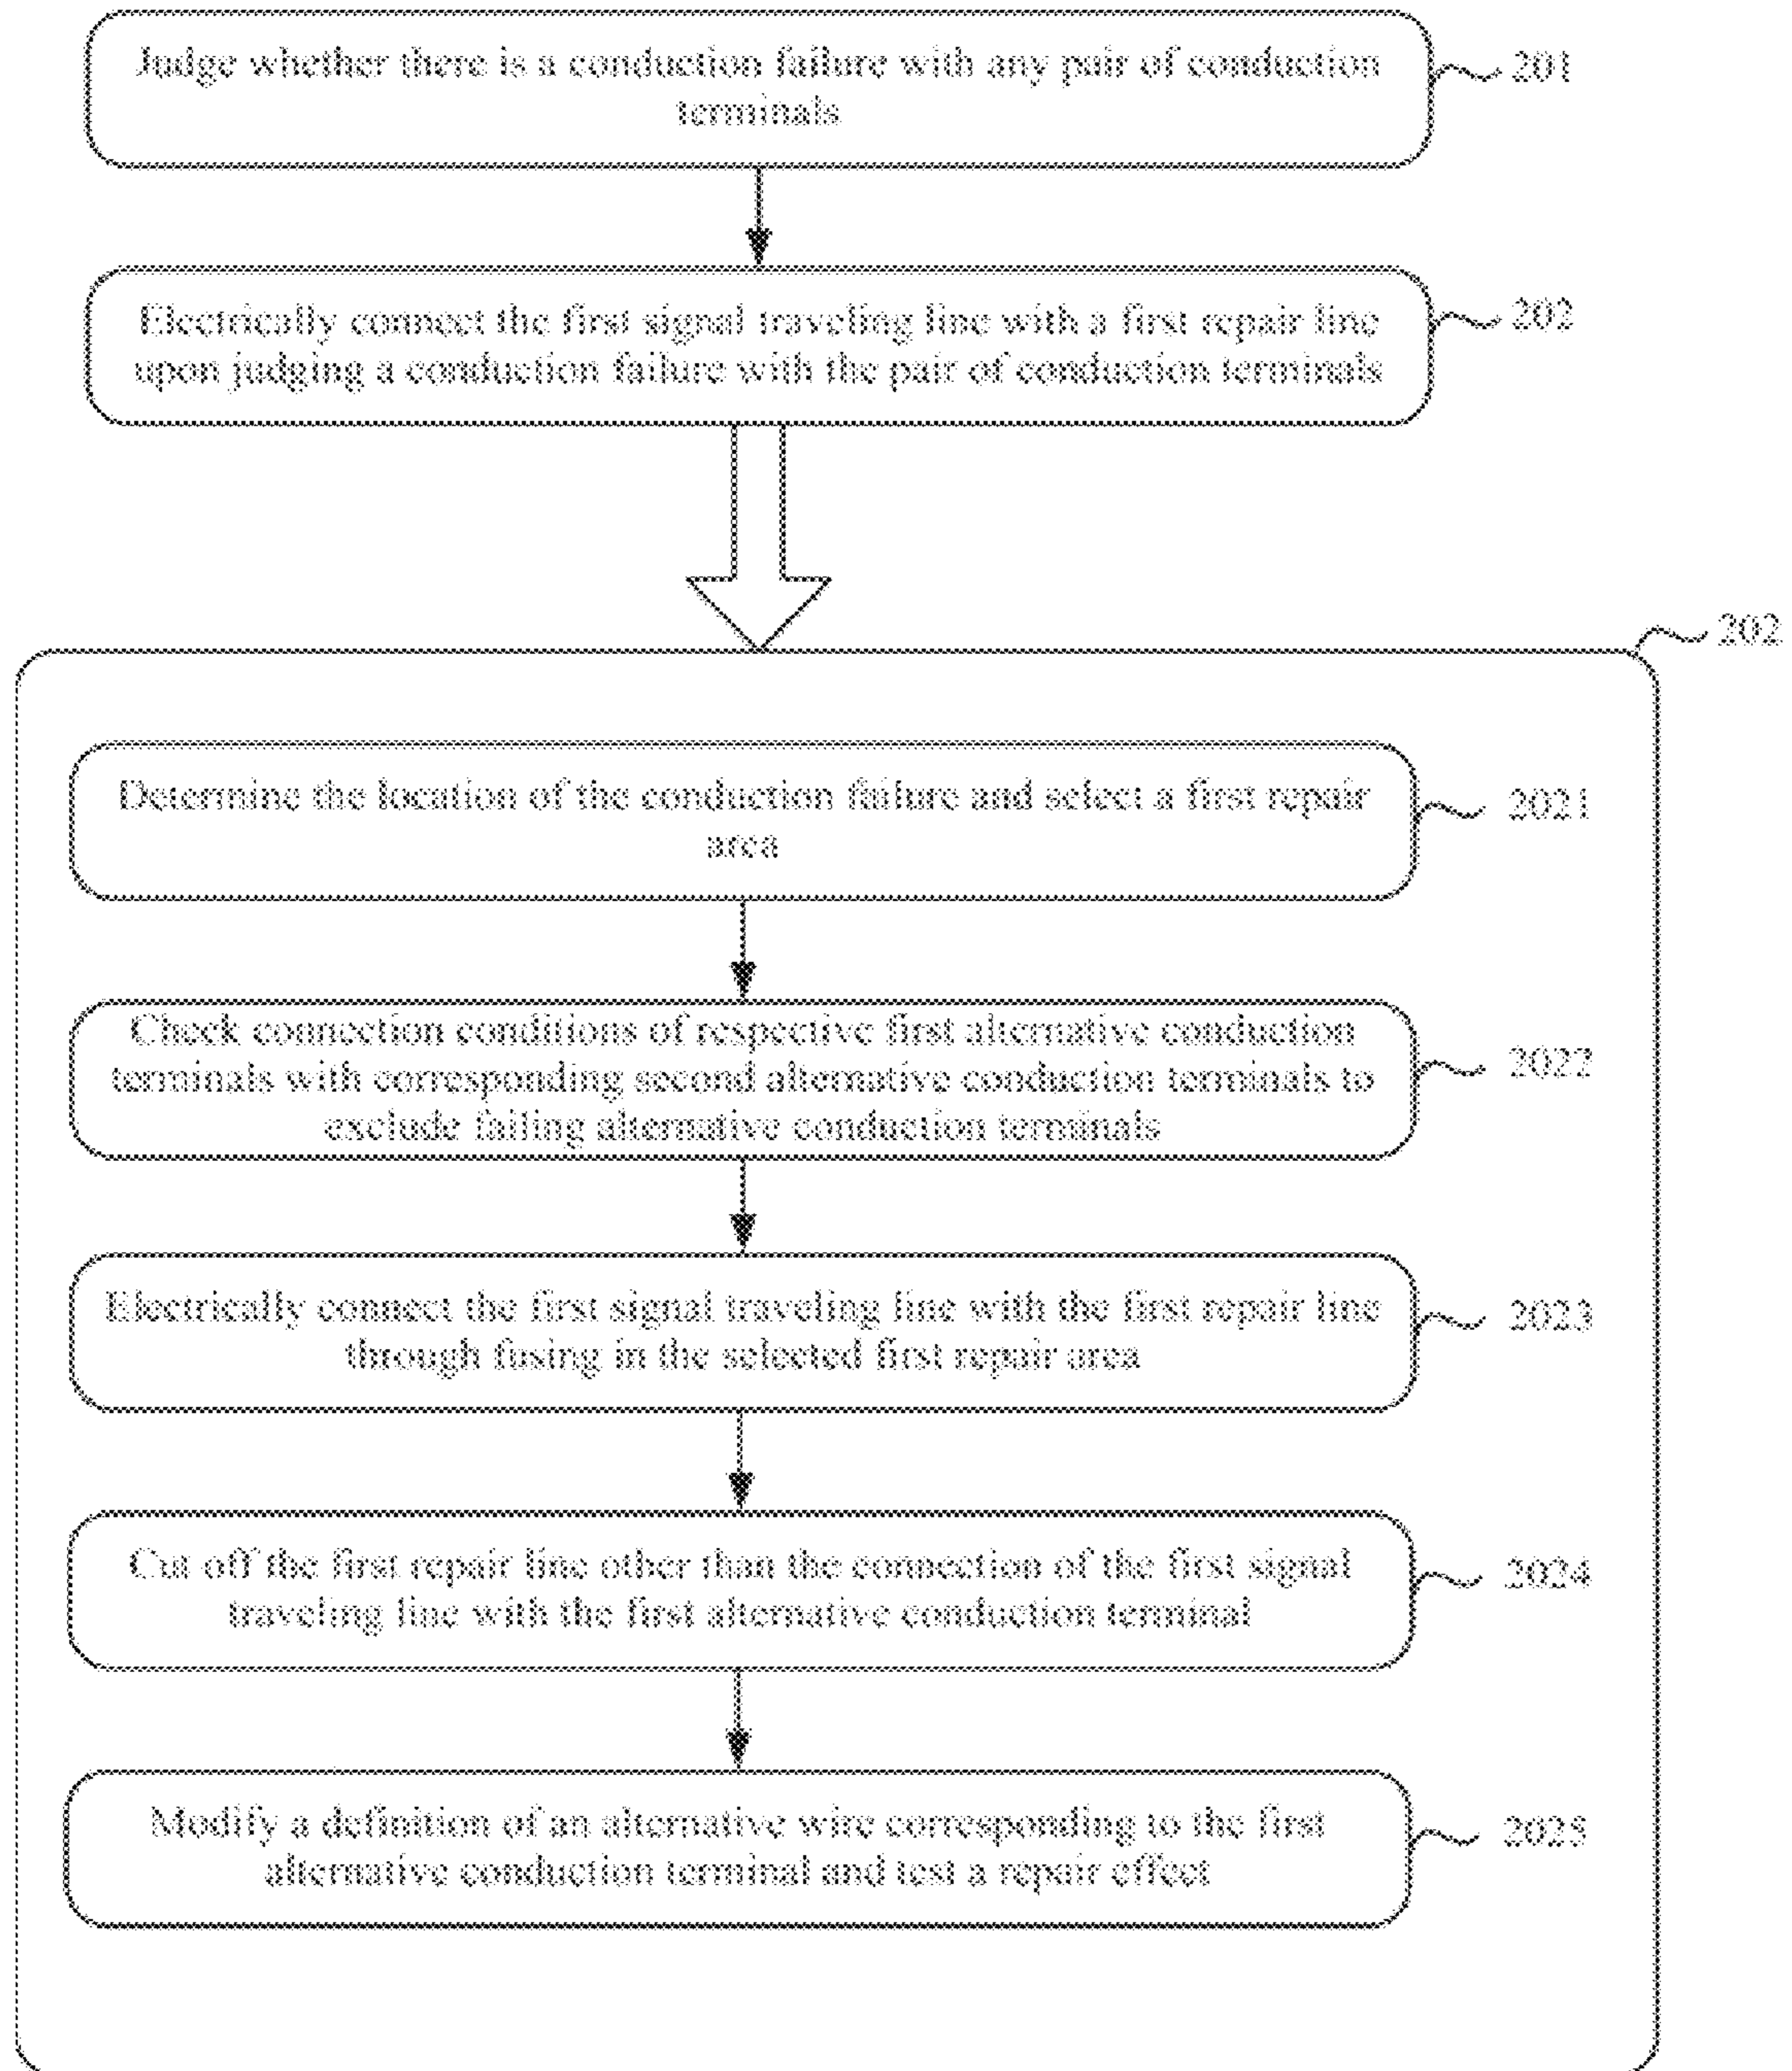 Judge whether there is a conduction failure with any pair of conduction
terminals
201
Electrically connect the first signal traveling line with a first repair line
upon judging a conduction failure with the pair of conduction terminals
202
202
Determine the location of the conduction failure and select a first repair
area
2021
Check connection conditions of respective first alternative conduction
terminals with corresponding second alternative conduction terminals to
exclude failing alternative conduction terminals
2022
Electrically connect the first signal traveling line with the first repair line
through fusing in the selected first repair area
2023
Cut off the first repair line other than the connection of the first signal
traveling line with the first alternative conduction terminal
2024
Modify a definition of an alternative wire corresponding to the first
alternative conduction terminal and test a repair effect
2025